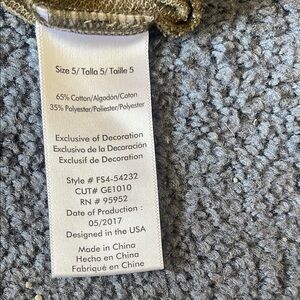 Size 5/ Talla 5/ Taille 5
65% Cotton/Algodón/Coton
35% Polyester/Poliester/Polyester
Exclusive of Decoration
Exclusivo de la Decoración
Exclusif de Decoration
Style # FS4-54232
CUT# GE1010
RN # 95952
Date of Production :
05/2017
Designed in the USA
Made in China
Hecho en China
Fabriqué en Chine